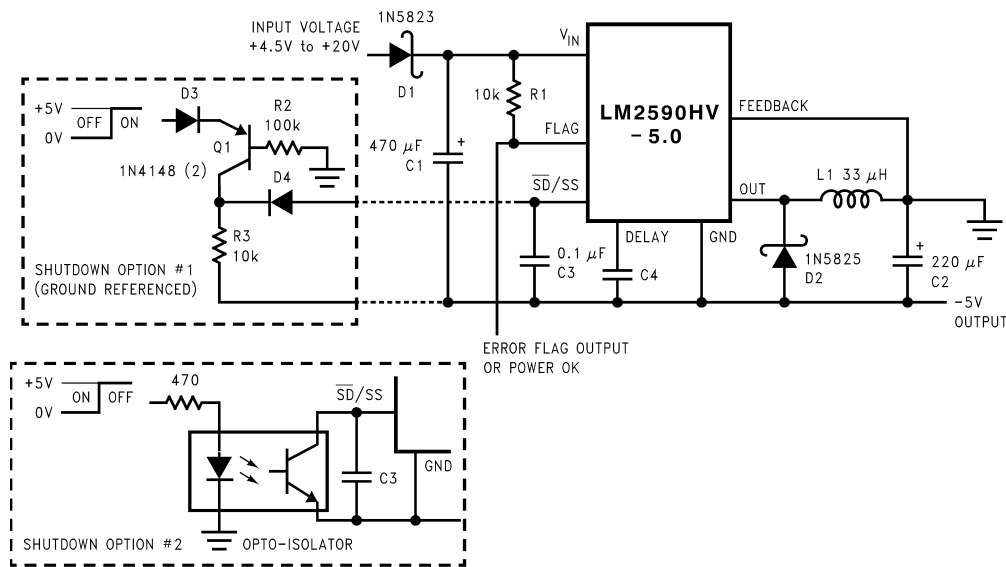 INPUT VOLTAGE
+4.5V to +20V
1N5823
D1
VIN
10k
R1
FLAG
LM2590HV
-5.0
FEEDBACK
470 μF
C1
+
SD/SS
OUT
L1 33 μH
DELAY
GND
0.1 μF
C3
C4
1N5825
D2
+
220 μF
C2
-5V
OUTPUT
ERROR FLAG OUTPUT
OR POWER OK
+5V
0V
OFF
ON
D3
R2
100k
Q1
1N4148 (2)
D4
R3
10k
SHUTDOWN OPTION #1
(GROUND REFERENCED)
+5V
0V
ON
OFF
470
SD/SS
GND
C3
SHUTDOWN OPTION #2
OPTO-ISOLATOR